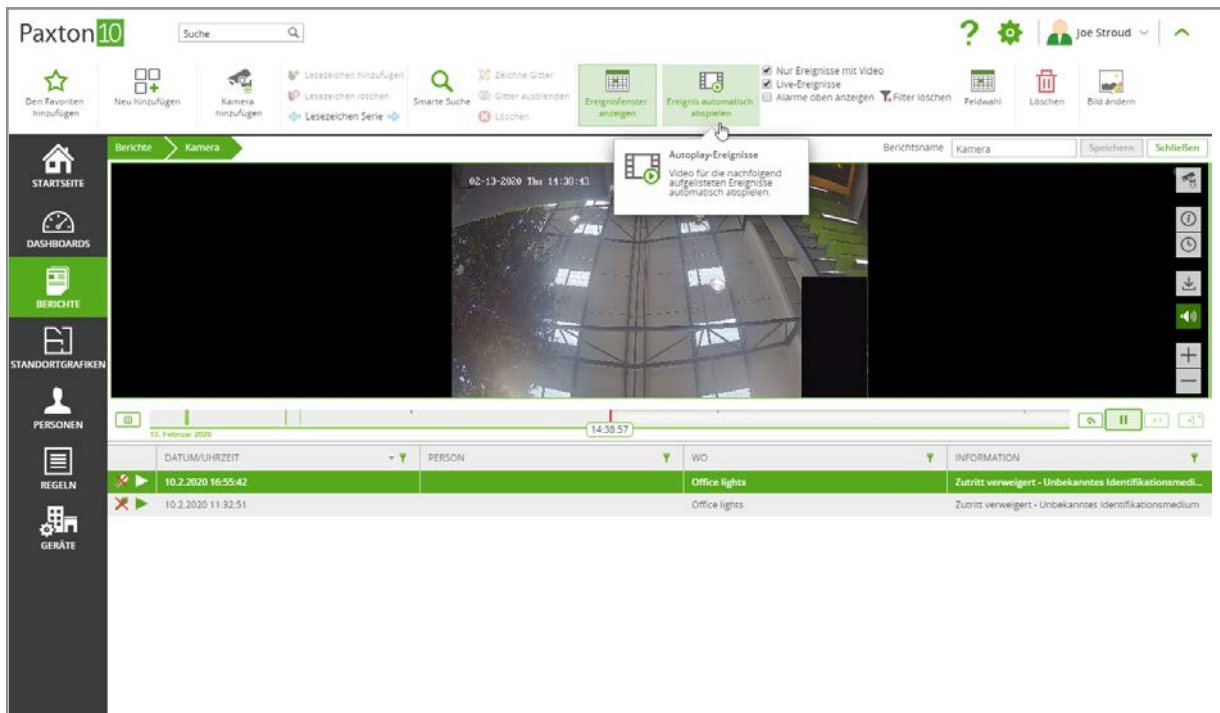 Paxton10
Suche
Joe Stroud
Den Favoriten hinzufügen
Neu hinzufügen
Kamera hinzufügen
Lesezeichen hinzufügen
Lesezeichen löschen
Lesezeichen Serie
Smarte Suche
Zeichne Gitter
Gitter ausblenden
Löschen
Ereignisfenster anzeigen
Ereignis automatisch abspielen
Nur Ereignisse mit Video
Live-Ereignisse
Alarme oben anzeigen
Filter löschen
Feldwahl
Löschen
Bild ändern
Berichte
Kamera
Berichtsname
Kamera
Speichern
Schließen
Autoplay-Ereignisse
Video für die nachfolgend
aufgelisteten Ereignisse
automatisch abspielen.
02-13-2020 Thu 14:38:43
STARTSEITE
DASHBOARDS
BERICHTE
STANDORTGRAFIKEN
PERSONEN
REGELN
GERÄTE
14:38:57
13. Februar 2020
DATUM/UHRZEIT PERSON WO INFORMATION
10.2.2020 16:55:42 Office lights Zutritt verweigert - Unbekanntes Identifikationsmedi...
10.2.2020 11:32:51 Office lights Zutritt verweigert - Unbekanntes Identifikationsmedium